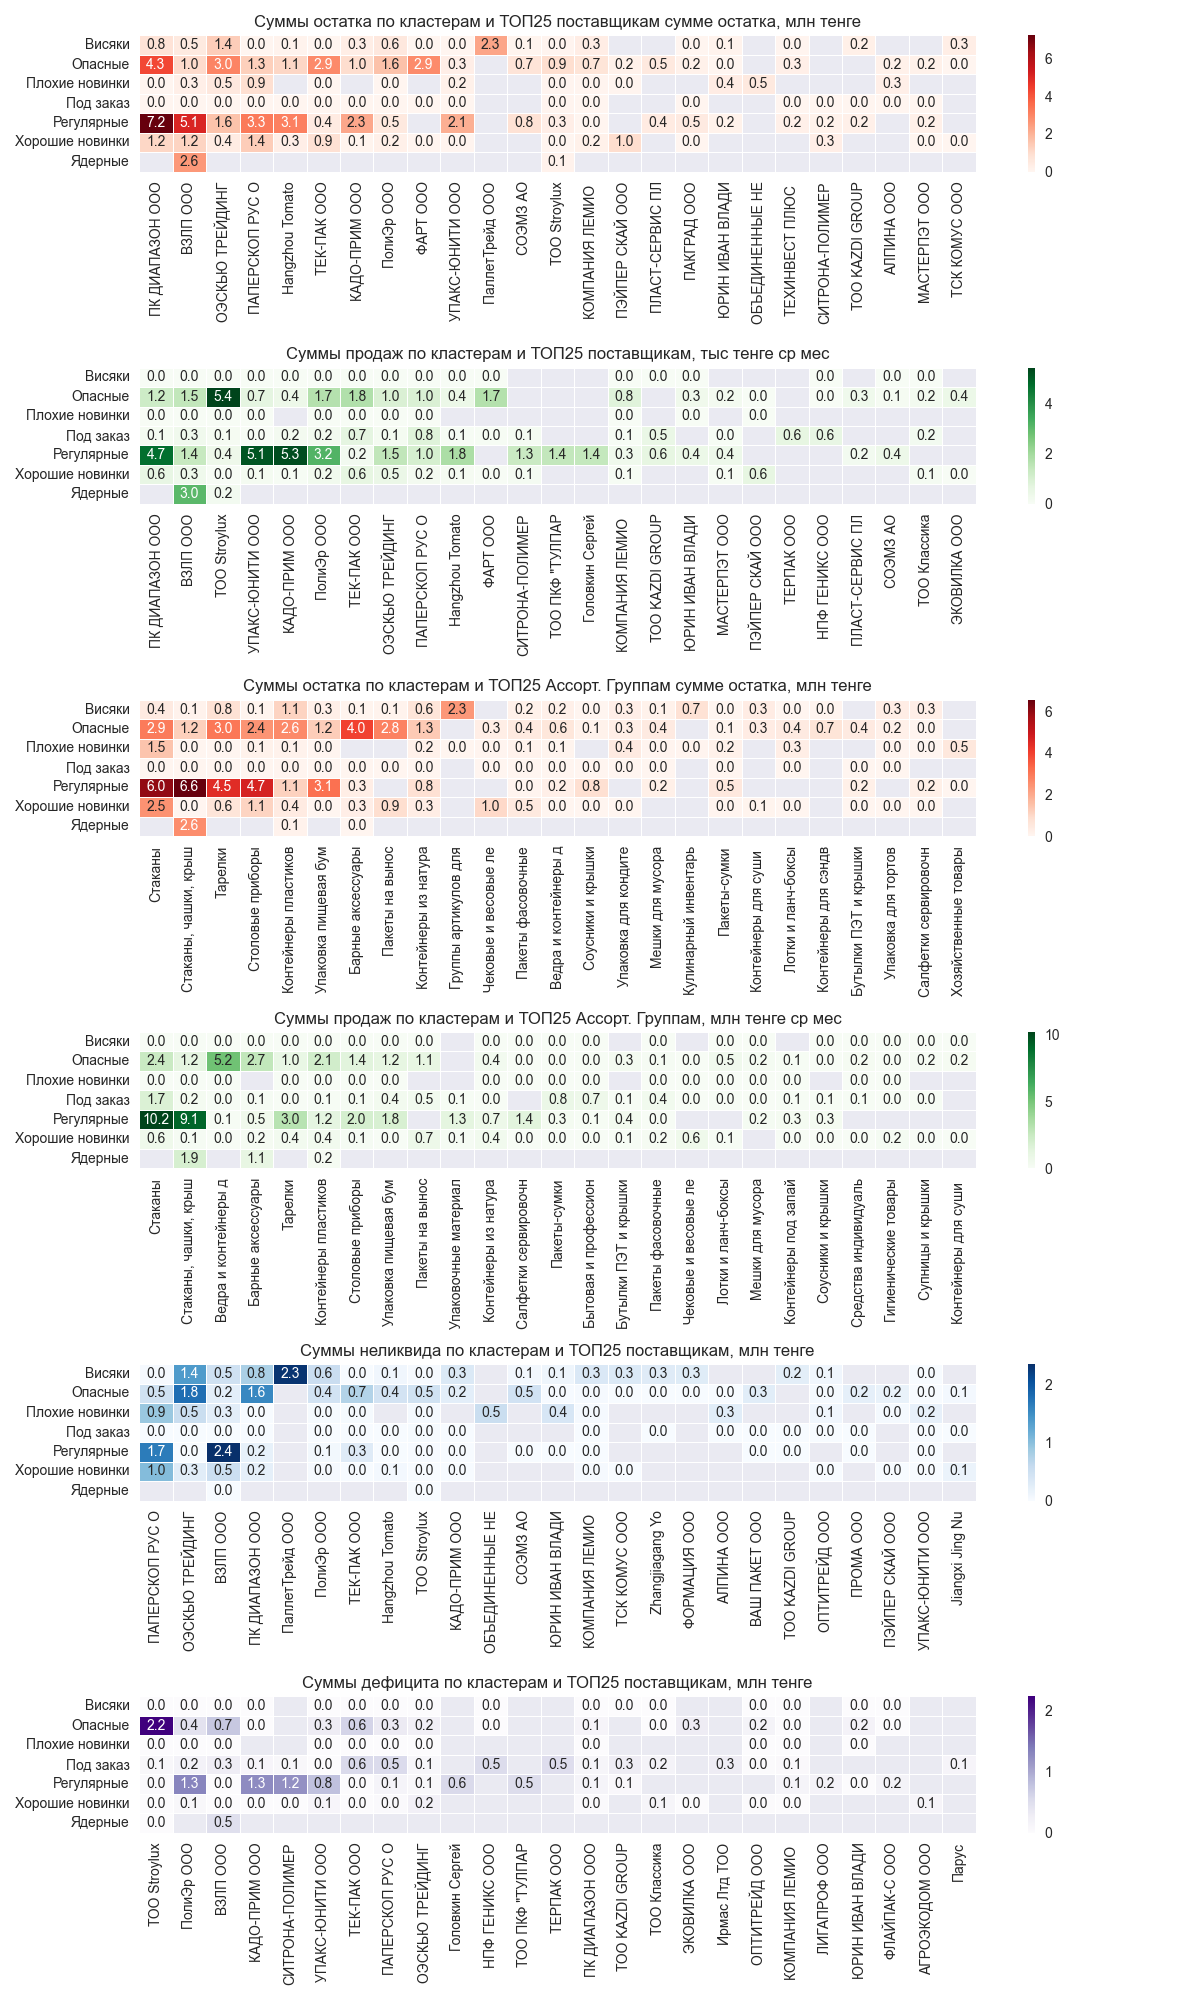 Суммы остатка по кластерам и ТОП25 поставщикам сумме остатка, млн тенге
Висяки 0.8 0.5 1.4 0.0 0.1 0.0 0.3 0.6 0.0 0.0 2.3 0.1 0.0 0.3 0.0 0.1 0.0 0.2 0.3
Опасные 4.3 1.0 3.0 1.3 1.1 2.9 1.0 1.6 2.9 0.3 0.7 0.9 0.7 0.2 0.5 0.2 0.0 0.3 0.2 0.2 0.0
Плохие новинки 0.0 0.3 0.5 0.9 0.0 0.0 0.2 0.0 0.0 0.0 0.4 0.5 0.3
Под заказ 0.0 0.0 0.0 0.0 0.0 0.0 0.0 0.0 0.0 0.0 0.0 0.0 0.0 0.0 0.0 0.0 0.0 0.0
Регулярные 7.2 5.1 1.6 3.3 3.1 0.4 2.3 0.5 2.1 0.8 0.3 0.0 0.4 0.5 0.2 0.2 0.2 0.2 0.2
Хорошие новинки 1.2 1.2 0.4 1.4 0.3 0.9 0.1 0.2 0.0 0.0 0.0 0.2 1.0 0.0 0.3 0.0 0.0
Ядерные 2.6 0.1
6
4
2
0
ПК ДИАПАЗОН ООО
ВЗЛП ООО
ОЭСКЬЮ ТРЕЙДИНГ
ПАПЕРСКОП РУС О
Hangzhou Tomato
ТЕК-ПАК ООО
КАДО-ПРИМ ООО
ПолиЭр ООО
ФАРТ ООО
УПАКС-ЮНИТИ ООО
ПаллетТрейд ООО
СОЭМЗ АО
ТОО Stroylux
КОМПАНИЯ ЛЕМИО
ПЭЙПЕР СКАЙ ООО
ПЛАСТ-СЕРВИС ПЛ
ПАКГРАД ООО
ЮРИН ИВАН ВЛАДИ
ОБЪЕДИНЕННЫЕ НЕ
ТЕХИНВЕСТ ПЛЮС
СИТРОНА-ПОЛИМЕР
ТОО KAZDI GROUP
АЛПИНА ООО
МАСТЕРПЭТ ООО
ТСК КОМУС ООО
Суммы продаж по кластерам и ТОП25 поставщикам, тыс тенге ср мес
Висяки 0.0 0.0 0.0 0.0 0.0 0.0 0.0 0.0 0.0 0.0 0.0 0.0 0.0 0.0 0.0 0.0 0.0
Опасные 1.2 1.5 5.4 0.7 0.4 1.7 1.8 1.0 1.0 0.4 1.7 0.8 0.3 0.2 0.0 0.0 0.3 0.1 0.2 0.4
Плохие новинки 0.0 0.0 0.0 0.0 0.0 0.0 0.0 0.0 0.0 0.0 0.0
Под заказ 0.1 0.3 0.1 0.0 0.2 0.2 0.7 0.1 0.8 0.1 0.0 0.1 0.1 0.5 0.0 0.6 0.6 0.2
Регулярные 4.7 1.4 0.4 5.1 5.3 3.2 0.2 1.5 1.0 1.8 1.3 1.4 1.4 0.3 0.6 0.4 0.4 0.2 0.4
Хорошие новинки 0.6 0.3 0.0 0.1 0.1 0.2 0.6 0.5 0.2 0.1 0.0 0.1 0.1 0.1 0.6 0.1 0.0
Ядерные 3.0 0.2
4
2
0
ПК ДИАПАЗОН ООО
ВЗЛП ООО
ТОО Stroylux
УПАКС-ЮНИТИ ООО
КАДО-ПРИМ ООО
ПолиЭр ООО
ТЕК-ПАК ООО
ОЭСКЬЮ ТРЕЙДИНГ
ПАПЕРСКОП РУС О
Hangzhou Tomato
ФАРТ ООО
СИТРОНА-ПОЛИМЕР
ТОО ПКФ "ТУЛПАР
Головкин Сергей
КОМПАНИЯ ЛЕМИО
ТОО KAZDI GROUP
ЮРИН ИВАН ВЛАДИ
МАСТЕРПЭТ ООО
ПЭЙПЕР СКАЙ ООО
ТЕРПАК ООО
НПФ ГЕНИКС ООО
ПЛАСТ-СЕРВИС ПЛ
СОЭМЗ АО
ТОО Классика
ЭКОВИЛКА ООО
Суммы остатка по кластерам и ТОП25 Ассорт. Группам сумме остатка, млн тенге
Висяки 0.4 0.1 0.8 0.1 1.1 0.3 0.1 0.1 0.6 2.3 0.2 0.2 0.0 0.3 0.1 0.7 0.0 0.3 0.0 0.0 0.3 0.3
Опасные 2.9 1.2 3.0 2.4 2.6 1.2 4.0 2.8 1.3 0.3 0.4 0.6 0.1 0.3 0.4 0.1 0.3 0.4 0.7 0.4 0.2 0.0
Плохие новинки 1.5 0.0 0.0 0.1 0.1 0.0 0.2 0.0 0.0 0.1 0.1 0.4 0.0 0.0 0.2 0.3 0.0 0.0 0.5
Под заказ 0.0 0.0 0.0 0.0 0.0 0.0 0.0 0.0 0.0 0.0 0.0 0.0 0.0 0.0 0.0 0.0 0.0 0.0 0.0
Регулярные 6.0 6.6 4.5 4.7 1.1 3.1 0.3 0.8 0.0 0.2 0.8 0.2 0.5 0.2 0.2 0.0
Хорошие новинки 2.5 0.0 0.6 1.1 0.4 0.0 0.3 0.9 0.3 1.0 0.5 0.0 0.0 0.0 0.0 0.1 0.0 0.0 0.0 0.0
Ядерные 2.6 0.1 0.0
6
4
2
0
Стаканы
Стаканы, чашки, крыш
Тарелки
Столовые приборы
Контейнеры пластиков
Упаковка пищевая бум
Барные аксессуары
Пакеты на вынос
Контейнеры из натура
Группы артикулов для
Чековые и весовые ле
Пакеты фасовочные
Ведра и контейнеры д
Соусники и крышки
Упаковка для кондите
Мешки для мусора
Кулинарный инвентарь
Пакеты-сумки
Контейнеры для суши
Лотки и ланч-боксы
Контейнеры для сэндв
Бутылки ПЭТ и крышки
Упаковка для тортов
Салфетки сервировочн
Хозяйственные товары
Суммы продаж по кластерам и ТОП25 Ассорт. Группам, млн тенге ср мес
Висяки 0.0 0.0 0.0 0.0 0.0 0.0 0.0 0.0 0.0 0.0 0.0 0.0 0.0 0.0 0.0 0.0 0.0 0.0 0.0 0.0 0.0
Опасные 2.4 1.2 5.2 2.7 1.0 2.1 1.4 1.2 1.1 0.4 0.0 0.0 0.0 0.3 0.1 0.0 0.5 0.2 0.1 0.0 0.2 0.0 0.2 0.2
Плохие новинки 0.0 0.0 0.0 0.0 0.0 0.0 0.0 0.0 0.0 0.0 0.0 0.0 0.0 0.0 0.0 0.0 0.0 0.0
Под заказ 1.7 0.2 0.0 0.1 0.0 0.1 0.1 0.4 0.5 0.1 0.0 0.8 0.7 0.1 0.4 0.0 0.0 0.0 0.1 0.1 0.1 0.0 0.0
Регулярные 10.2 9.1 0.1 0.5 3.0 1.2 2.0 1.8 1.3 0.7 1.4 0.3 0.1 0.4 0.0 0.2 0.3 0.3
Хорошие новинки 0.6 0.1 0.0 0.2 0.4 0.4 0.1 0.0 0.7 0.1 0.4 0.0 0.0 0.0 0.1 0.2 0.6 0.1 0.0 0.0 0.0 0.2 0.0 0.0
Ядерные 1.9 1.1 0.2
10
5
0
Стаканы
Стаканы, чашки, крыш
Ведра и контейнеры д
Барные аксессуары
Тарелки
Контейнеры пластиков
Столовые приборы
Упаковка пищевая бум
Пакеты на вынос
Упаковочные материал
Контейнеры из натура
Салфетки сервировочн
Пакеты-сумки
Бытовая и профессион
Бутылки ПЭТ и крышки
Пакеты фасовочные
Чековые и весовые ле
Лотки и ланч-боксы
Мешки для мусора
Контейнеры под запай
Соусники и крышки
Средства индивидуаль
Гигиенические товары
Супницы и крышки
Контейнеры для суши
Суммы неликвида по кластерам и ТОП25 поставщикам, млн тенге
Висяки 0.0 1.4 0.5 0.8 2.3 0.6 0.0 0.1 0.0 0.3 0.1 0.1 0.3 0.3 0.3 0.3 0.2 0.1 0.0
Опасные 0.5 1.8 0.2 1.6 0.4 0.7 0.4 0.5 0.2 0.5 0.0 0.0 0.0 0.0 0.0 0.0 0.3 0.0 0.2 0.2 0.0 0.1
Плохие новинки 0.9 0.5 0.3 0.0 0.0 0.0 0.0 0.5 0.4 0.0 0.3 0.1 0.0 0.2
Под заказ 0.0 0.0 0.0 0.0 0.0 0.0 0.0 0.0 0.0 0.0 0.0 0.0 0.0 0.0 0.0 0.0 0.0 0.0 0.0
Регулярные 1.7 0.0 2.4 0.2 0.1 0.3 0.0 0.0 0.0 0.0 0.0 0.0 0.0 0.0
Хорошие новинки 1.0 0.3 0.5 0.2 0.0 0.0 0.1 0.0 0.0 0.0 0.0 0.0 0.0 0.0 0.1
Ядерные 0.0 0.0
2
1
0
ПАПЕРСКОП РУС О
ОЭСКЬЮ ТРЕЙДИНГ
ВЗЛП ООО
ПК ДИАПАЗОН ООО
ПаллетТрейд ООО
ПолиЭр ООО
ТЕК-ПАК ООО
Hangzhou Tomato
ТОО Stroylux
КАДО-ПРИМ ООО
ОБЪЕДИНЕННЫЕ НЕ
СОЭМЗ АО
ЮРИН ИВАН ВЛАДИ
КОМПАНИЯ ЛЕМИО
ТСК КОМУС ООО
Zhangjiagang Yo
ФОРМАЦИЯ ООО
АЛПИНА ООО
ВАШ ПАКЕТ ООО
ТОО KAZDI GROUP
ОПТИТРЕЙД ООО
ПРОМА ООО
ПЭЙПЕР СКАЙ ООО
УПАКС-ЮНИТИ ООО
Jiangxi Jing Nu
Суммы дефицита по кластерам и ТОП25 поставщикам, млн тенге
Висяки 0.0 0.0 0.0 0.0 0.0 0.0 0.0 0.0 0.0 0.0 0.0 0.0 0.0 0.0 0.0 0.0
Опасные 2.2 0.4 0.7 0.0 0.3 0.6 0.3 0.2 0.0 0.1 0.0 0.3 0.2 0.0 0.2 0.0
Плохие новинки 0.0 0.0 0.0 0.0 0.0 0.0 0.0 0.0 0.0 0.0 0.0
Под заказ 0.1 0.2 0.3 0.1 0.1 0.0 0.6 0.5 0.1 0.5 0.5 0.1 0.3 0.2 0.3 0.0 0.1 0.1
Регулярные 0.0 1.3 0.0 1.3 1.2 0.8 0.0 0.1 0.1 0.6 0.5 0.1 0.1 0.1 0.2 0.0 0.2
Хорошие новинки 0.0 0.1 0.0 0.0 0.0 0.1 0.0 0.0 0.2 0.0 0.1 0.0 0.0 0.0 0.1
Ядерные 0.0 0.5
2
1
0
ТОО Stroylux
ПолиЭр ООО
ВЗЛП ООО
КАДО-ПРИМ ООО
СИТРОНА-ПОЛИМЕР
УПАКС-ЮНИТИ ООО
ТЕК-ПАК ООО
ПАПЕРСКОП РУС О
ОЭСКЬЮ ТРЕЙДИНГ
Головкин Сергей
НПФ ГЕНИКС ООО
ТОО ПКФ "ТУЛПАР
ТЕРПАК ООО
ПК ДИАПАЗОН ООО
ТОО KAZDI GROUP
ТОО Классика
ЭКОВИЛКА ООО
Ирмас Лтд ТОО
ОПТИТРЕЙД ООО
КОМПАНИЯ ЛЕМИО
ЛИГАПРОФ ООО
ЮРИН ИВАН ВЛАДИ
ФЛАЙПАК-С ООО
АГРОЭКОДОМ ООО
Парус